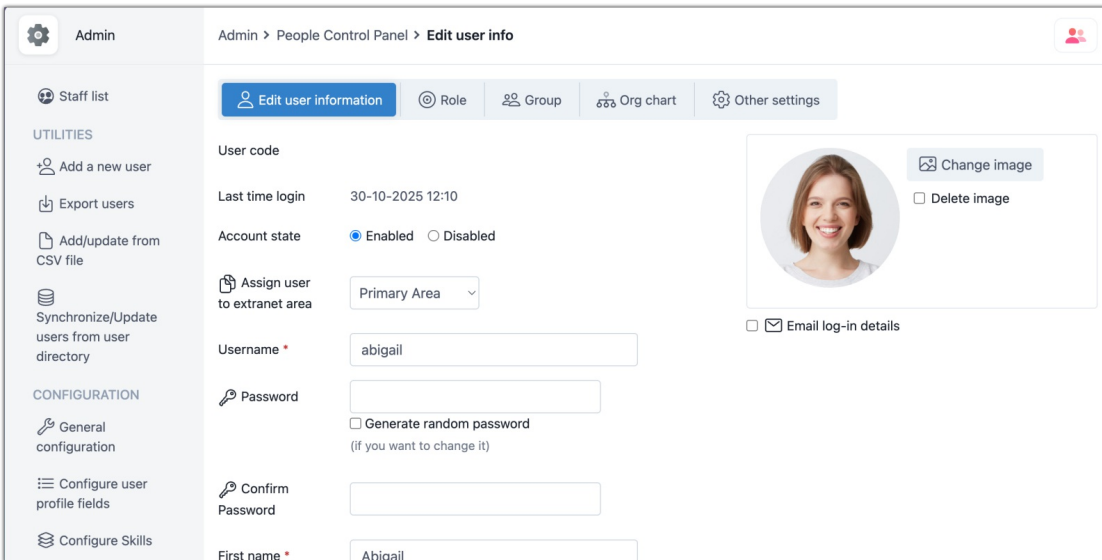 Admin
Admin > People Control Panel > Edit user info
Staff list
UTILITIES
Add a new user
Export users
Add/update from
CSV file
Synchronize/Update
users from user
directory
CONFIGURATION
General
configuration
Configure user
profile fields
Configure Skills
Edit user information
Role
Group
Org chart
Other settings
User code
Last time login
30-10-2025 12:10
Account state
Enabled
Disabled
Assign user
to extranet area
Primary Area
Username *
abigail
Password
Generate random password
(if you want to change it)
Confirm
Password
First name *
Abigail
Change image
Delete image
Email log-in details